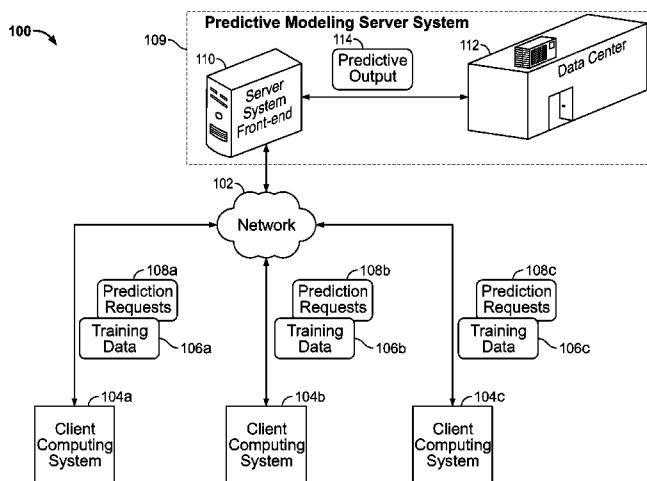 Predictive Modeling Server System
100
109
110
114
112
Predictive
Output
Server
System
Front-end
Data Center
102
Network
108a
Prediction
Requests
Training
Data
106a
108b
Prediction
Requests
Training
Data
106b
108c
Prediction
Requests
Training
Data
106c
104a
Client
Computing
System
104b
Client
Computing
System
104c
Client
Computing
System